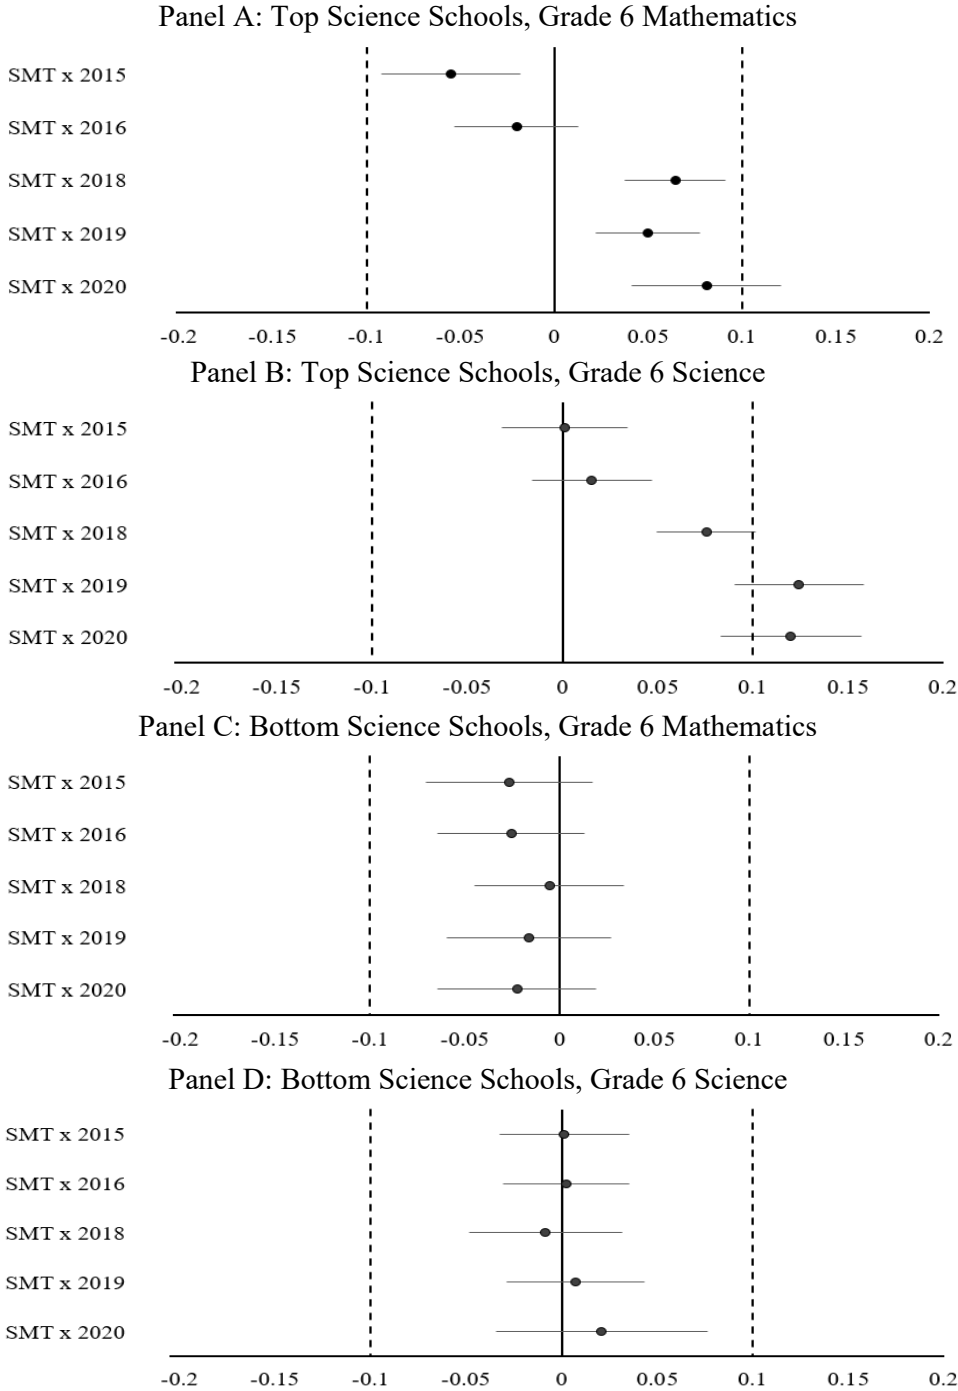 Panel A: Top Science Schools, Grade 6 Mathematics
SMT x 2015
SMT x 2016
SMT x 2018
SMT x 2019
SMT x 2020
-0.2 -0.15 -0.1 -0.05 0 0.05 0.1 0.15 0.2
Panel B: Top Science Schools, Grade 6 Science
SMT x 2015
SMT x 2016
SMT x 2018
SMT x 2019
SMT x 2020
-0.2 -0.15 -0.1 -0.05 0 0.05 0.1 0.15 0.2
Panel C: Bottom Science Schools, Grade 6 Mathematics
SMT x 2015
SMT x 2016
SMT x 2018
SMT x 2019
SMT x 2020
-0.2 -0.15 -0.1 -0.05 0 0.05 0.1 0.15 0.2
Panel D: Bottom Science Schools, Grade 6 Science
SMT x 2015
SMT x 2016
SMT x 2018
SMT x 2019
SMT x 2020
-0.2 -0.15 -0.1 -0.05 0 0.05 0.1 0.15 0.2